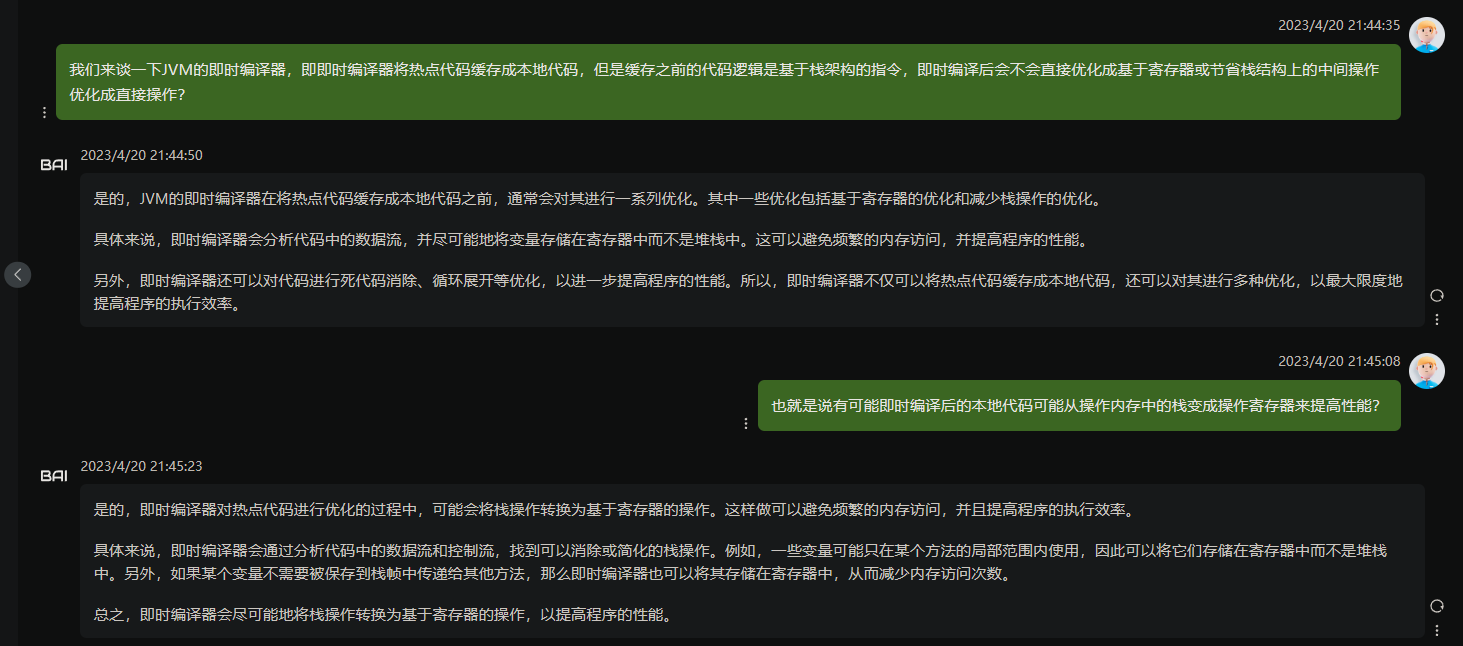 2023/4/20 21:44:35
我们来谈一下JVM的即时编译器，即即时编译器将热点代码缓存成本地代码，但是缓存之前的代码逻辑是基于栈架构的指令，即时编译后会不会直接优化成基于寄存器或节省栈结构上的中间操作
优化成直接操作？
BAI
2023/4/20 21:44:50
是的，JVM的即时编译器在将热点代码缓存成本地代码之前，通常会对其进行一系列优化。其中一些优化包括基于寄存器的优化和减少栈操作的优化。
具体来说，即时编译器会分析代码中的数据流，并尽可能地将变量存储在寄存器中而不是堆栈中。这可以避免频繁的内存访问，并提高程序的性能。
另外，即时编译器还可以对代码进行死代码消除、循环展开等优化，以进一步提高程序的性能。所以，即时编译器不仅可以将热点代码缓存成本地代码，还可以对其进行多种优化，以最大限度地
提高程序的执行效率。
2023/4/20 21:45:08
也就是说有可能即时编译后的本地代码可能从操作内存中的栈变成操作寄存器来提高性能？
BAI
2023/4/20 21:45:23
是的，即时编译器对热点代码进行优化的过程中，可能会将栈操作转换为基于寄存器的操作。这样做可以避免频繁的内存访问，并且提高程序的执行效率。
具体来说，即时编译器会通过分析代码中的数据流和控制流，找到可以消除或简化的栈操作。例如，一些变量可能只在某个方法的局部范围内使用，因此可以将它们存储在寄存器中而不是堆栈
中。另外，如果某个变量不需要被保存到栈帧中传递给其他方法，那么即时编译器也可以将其存储在寄存器中，从而减少内存访问次数。
总之，即时编译器会尽可能地将栈操作转换为基于寄存器的操作，以提高程序的性能。